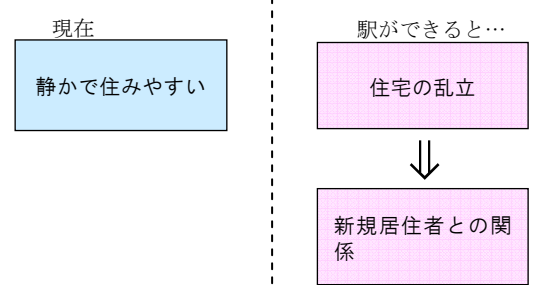 現在
静かで住みやすい
駅ができると…
住宅の乱立
⇓
新規居住者との関
係